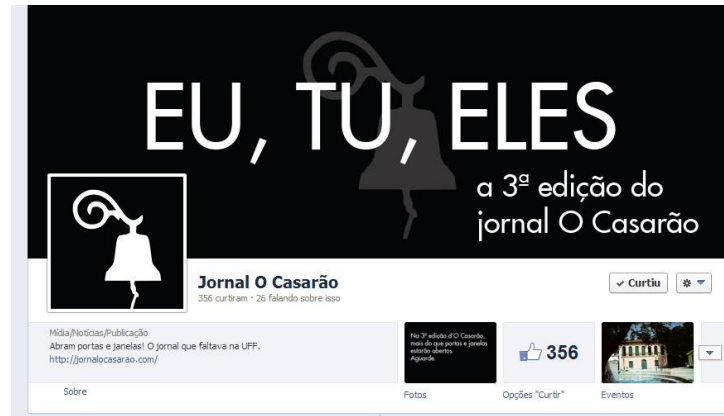 EU, TU, ELES
a 3ª edição do
jornal O Casarão
Jornal O Casarão
356 curtiram · 26 falando sobre isso
Curtiu
Mídia/Notícias/Publicação
Abram portas e janelas! O jornal que faltava na UFF.
http://jornalocasarao.com/
Sobre
Na 3ª edição d'O Casarão,
mais do que portas e janelas
estarão abertos.
Aguarde.
Fotos
356
Opções "Curtir"
Eventos